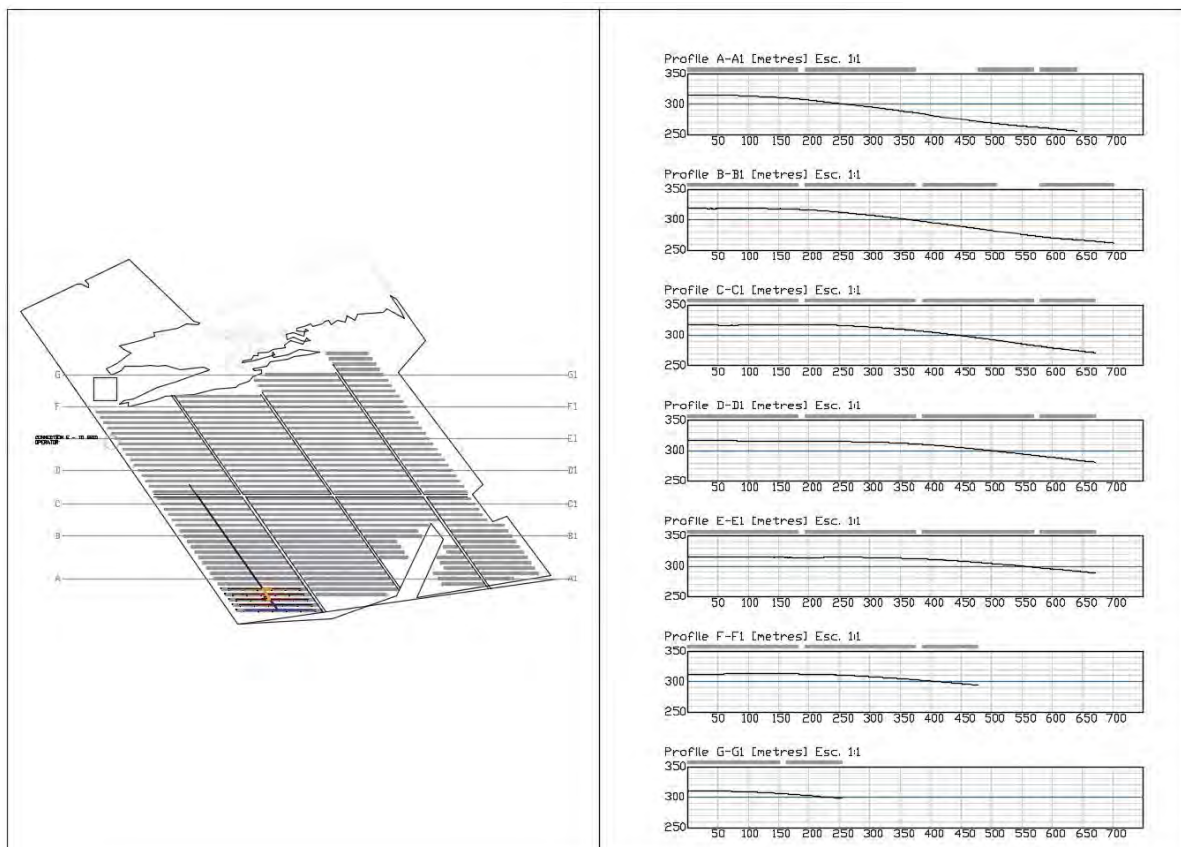 G
G1
F
F1
CONNECTION E - TO GRID
OPERATOR
E1
D
D1
C
C1
B
B1
A
A1
Profile A-A1 [metres] Esc. 1:1
350
300
250
50 100 150 200 250 300 350 400 450 500 550 600 650 700
Profile B-B1 [metres] Esc. 1:1
350
300
250
50 100 150 200 250 300 350 400 450 500 550 600 650 700
Profile C-C1 [metres] Esc. 1:1
350
300
250
50 100 150 200 250 300 350 400 450 500 550 600 650 700
Profile D-D1 [metres] Esc. 1:1
350
300
250
50 100 150 200 250 300 350 400 450 500 550 600 650 700
Profile E-E1 [metres] Esc. 1:1
350
300
250
50 100 150 200 250 300 350 400 450 500 550 600 650 700
Profile F-F1 [metres] Esc. 1:1
350
300
250
50 100 150 200 250 300 350 400 450 500 550 600 650 700
Profile G-G1 [metres] Esc. 1:1
350
300
250
50 100 150 200 250 300 350 400 450 500 550 600 650 700